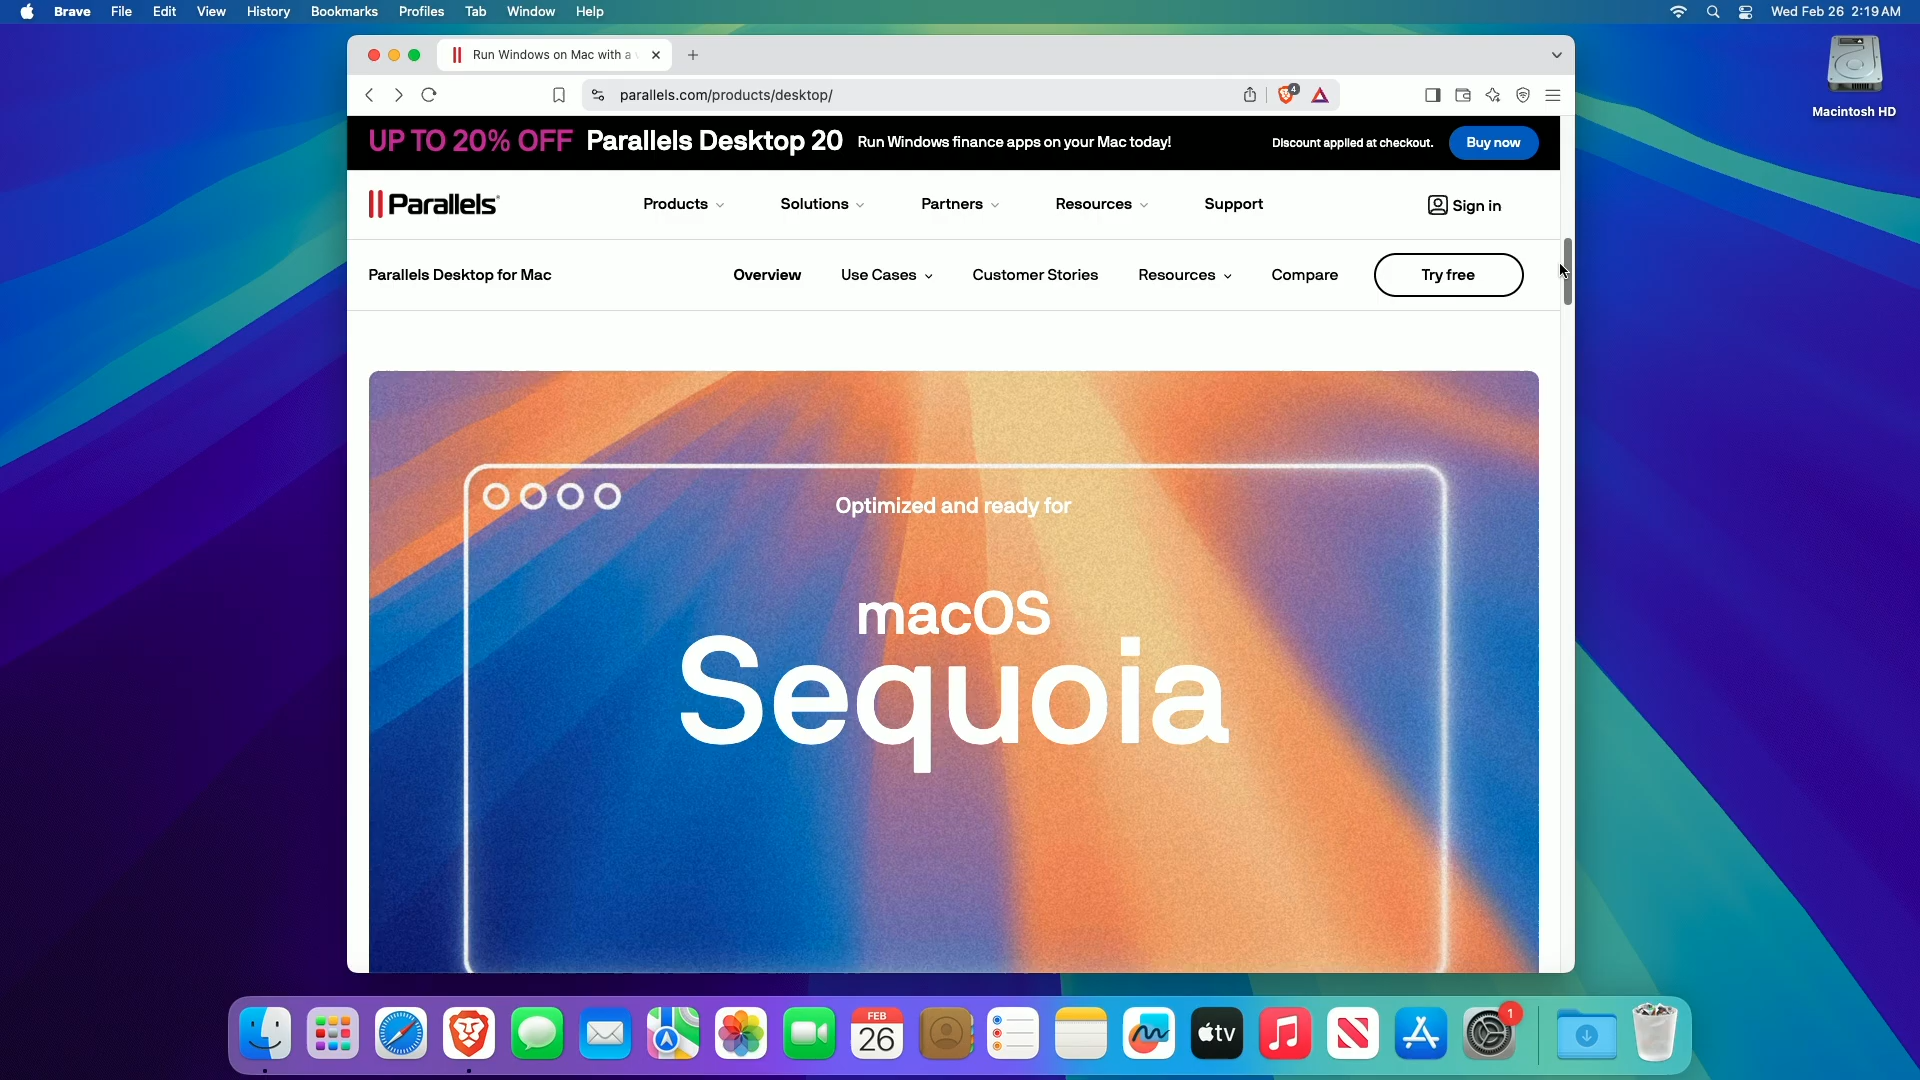 Brave File Edit View History Bookmarks Profiles Tab Window Help Wed Feb 26 2:19 AM
Macintosh HD
Run Windows on Mac with a
parallels.com/products/desktop/
4
UP TO 20% OFF Parallels Desktop 20 Run Windows finance apps on your Mac today! Discount applied at checkout. Buy now
Parallels Products Solutions Partners Resources Support Sign in
Parallels Desktop for Mac Overview Use Cases Customer Stories Resources Compare Try free
Optimized and ready for
macOS
Sequoia
FEB
26
tv
1